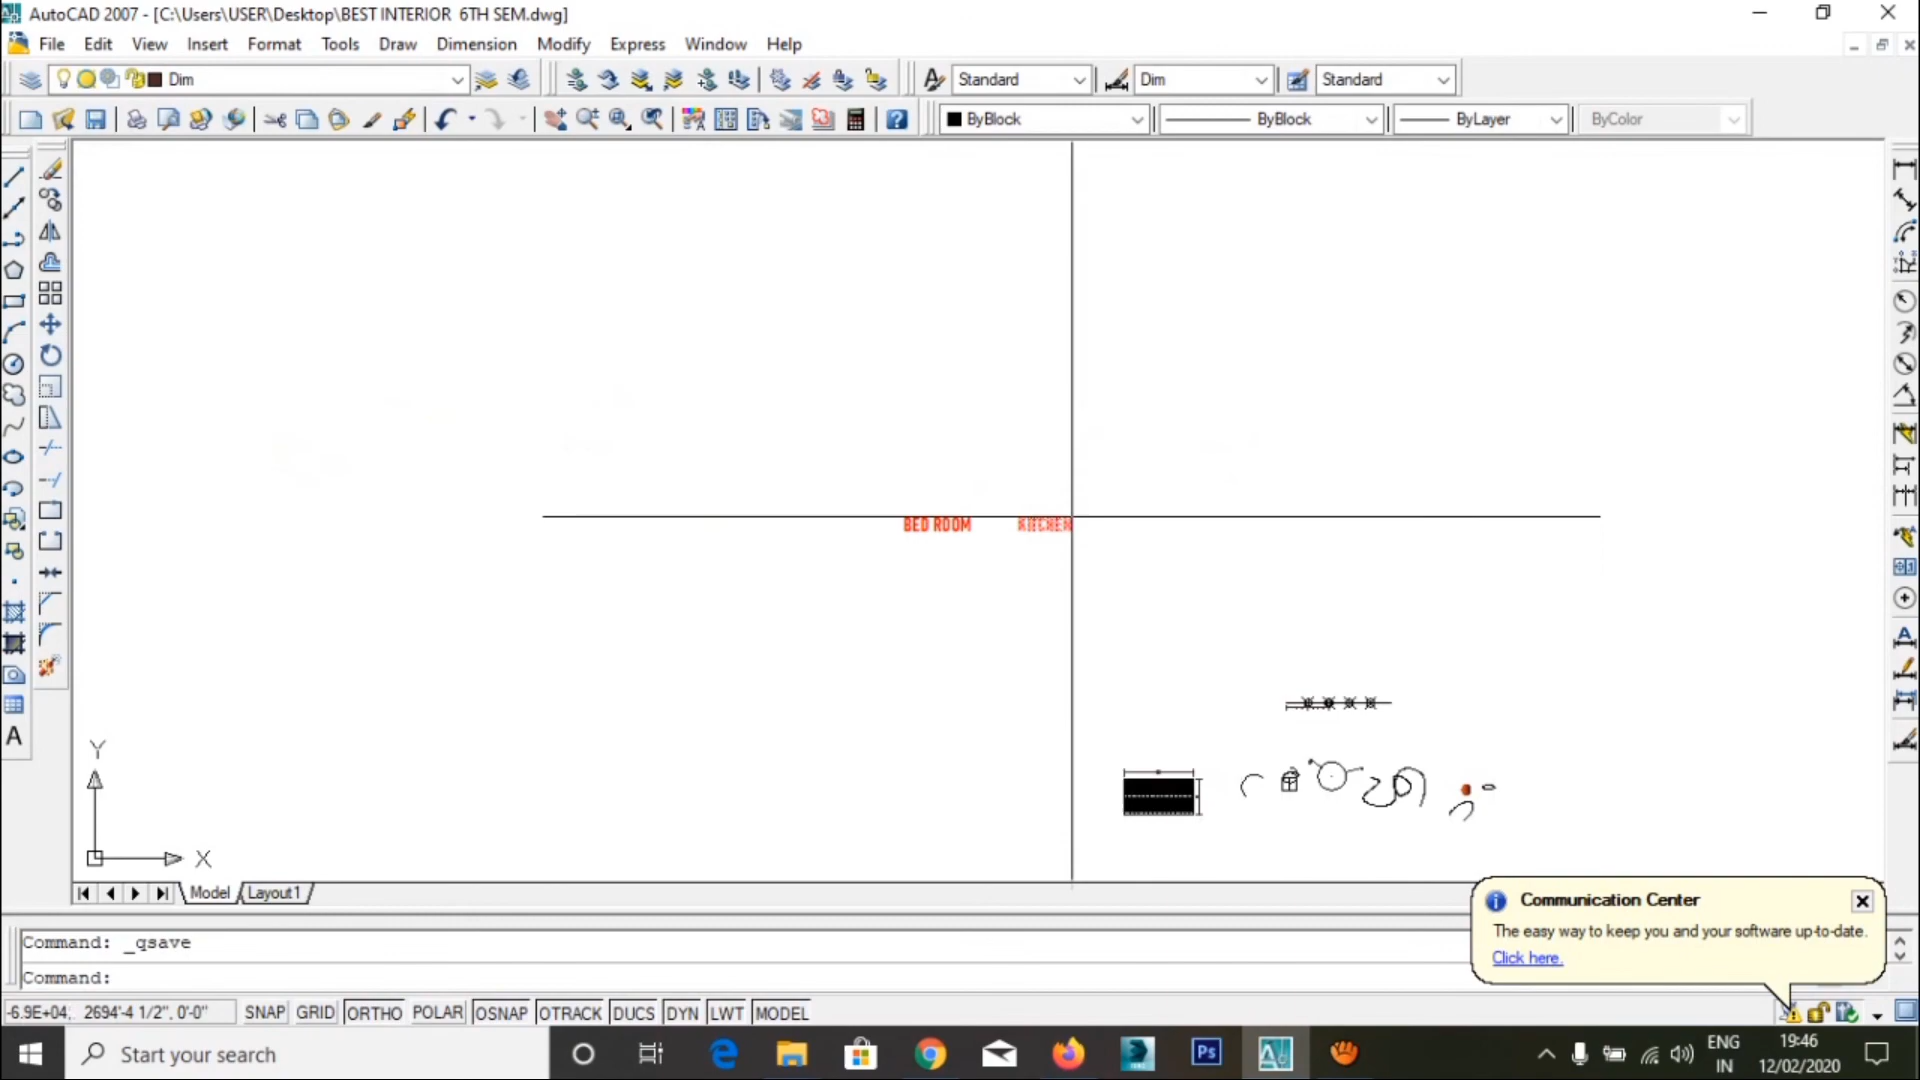 AutoCAD 2007 - [C:\Users\USER\Desktop\BEST INTERIOR  6TH SEM.dwg]
File Edit View Insert Format Tools Draw Dimension Modify Express Window Help
Dim Standard Dim Standard
ByBlock ByBlock ByLayer ByColor
BED ROOM KITCHEN
Y
X
A
Model Layout1
Communication Center
The easy way to keep you and your software up-to-date.
Click here.
Command: _qsave
Command:
-6.9E+04, 2694'-4 1/2", 0'-0" SNAP GRID ORTHO POLAR OSNAP OTRACK DUCS DYN LWT MODEL
Start your search
Ps
ENG
IN
19:46
12/02/2020